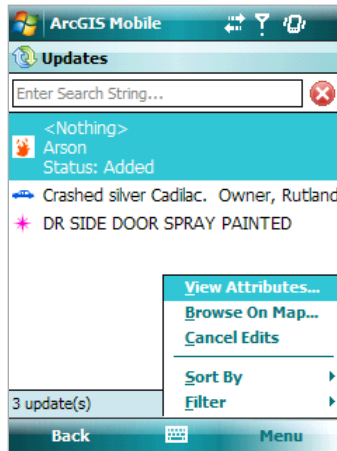 ArcGIS Mobile
Updates
Enter Search String...
<Nothing>
Arson
Status: Added
Crashed silver Cadilac. Owner, Rutland
DR SIDE DOOR SPRAY PAINTED
View Attributes...
Browse On Map...
Cancel Edits
Sort By
3 update(s)
Filter
Back
Menu